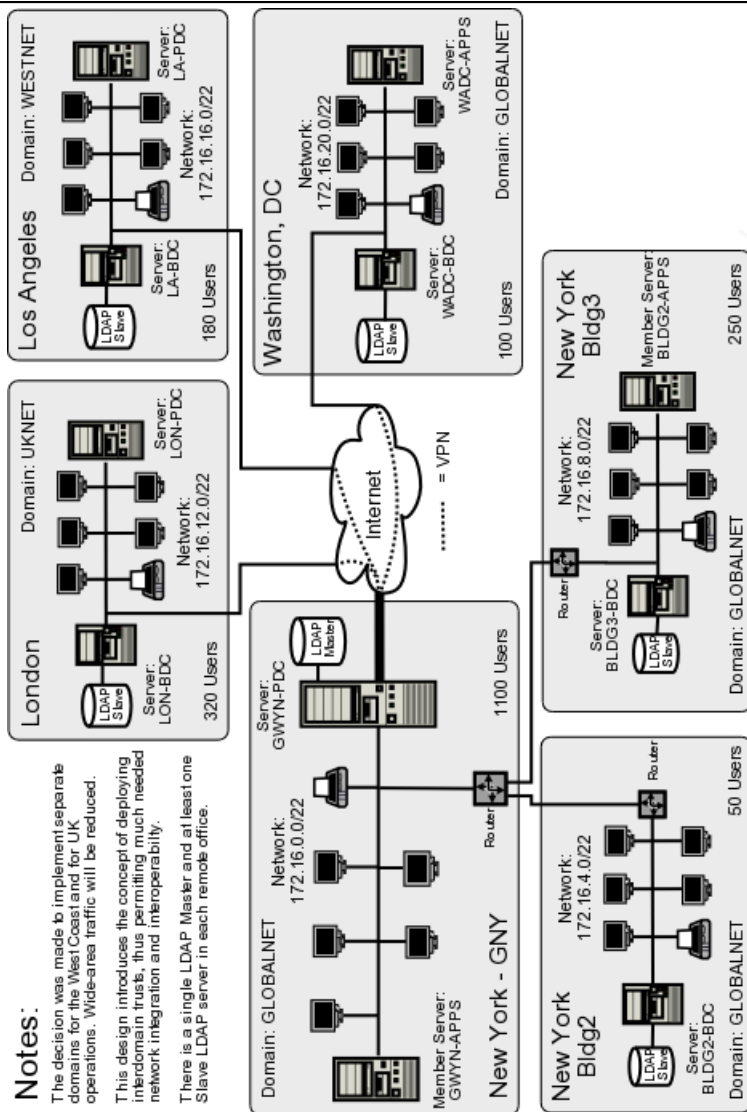 Notes:
The decision was made to implement separate
domains for the West Coast and for UK
operations. Wide-area traffic will be reduced.
This design introduces the concept of deploying
interdomain trusts, thus permitting much needed
network integration and interoperability.
There is a single LDAP Master and at least one
Slave LDAP server in each remote office.
London
Domain: UKNET
LDAP
Slave
Server:
LON-BDC
Network:
172.16.12.0/22
Server:
LON-PDC
320 Users
Los Angeles
Domain: WESTNET
LDAP
Slave
Server:
LA-BDC
Network:
172.16.16.0/22
Server:
LA-PDC
180 Users
Domain: GLOBALNET
Network:
172.16.0.0/22
Server:
GWYN-PDC
LDAP
Master
Member Server:
GWYN-APPS
New York - GNY
Router
1100 Users
Internet
= VPN
Washington, DC
LDAP
Slave
Server:
WADC-BDC
Network:
172.16.20.0/22
Server:
WADC-APPS
100 Users
Domain: GLOBALNET
New York
Bldg2
Network:
172.16.4.0/22
Router
LDAP
Slave
Server:
BLDG2-BDC
Domain: GLOBALNET
50 Users
Router
New York
Bldg3
Server:
BLDG3-BDC
LDAP
Slave
Network:
172.16.8.0/22
Member Server:
BLDG2-APPS
Domain: GLOBALNET
250 Users